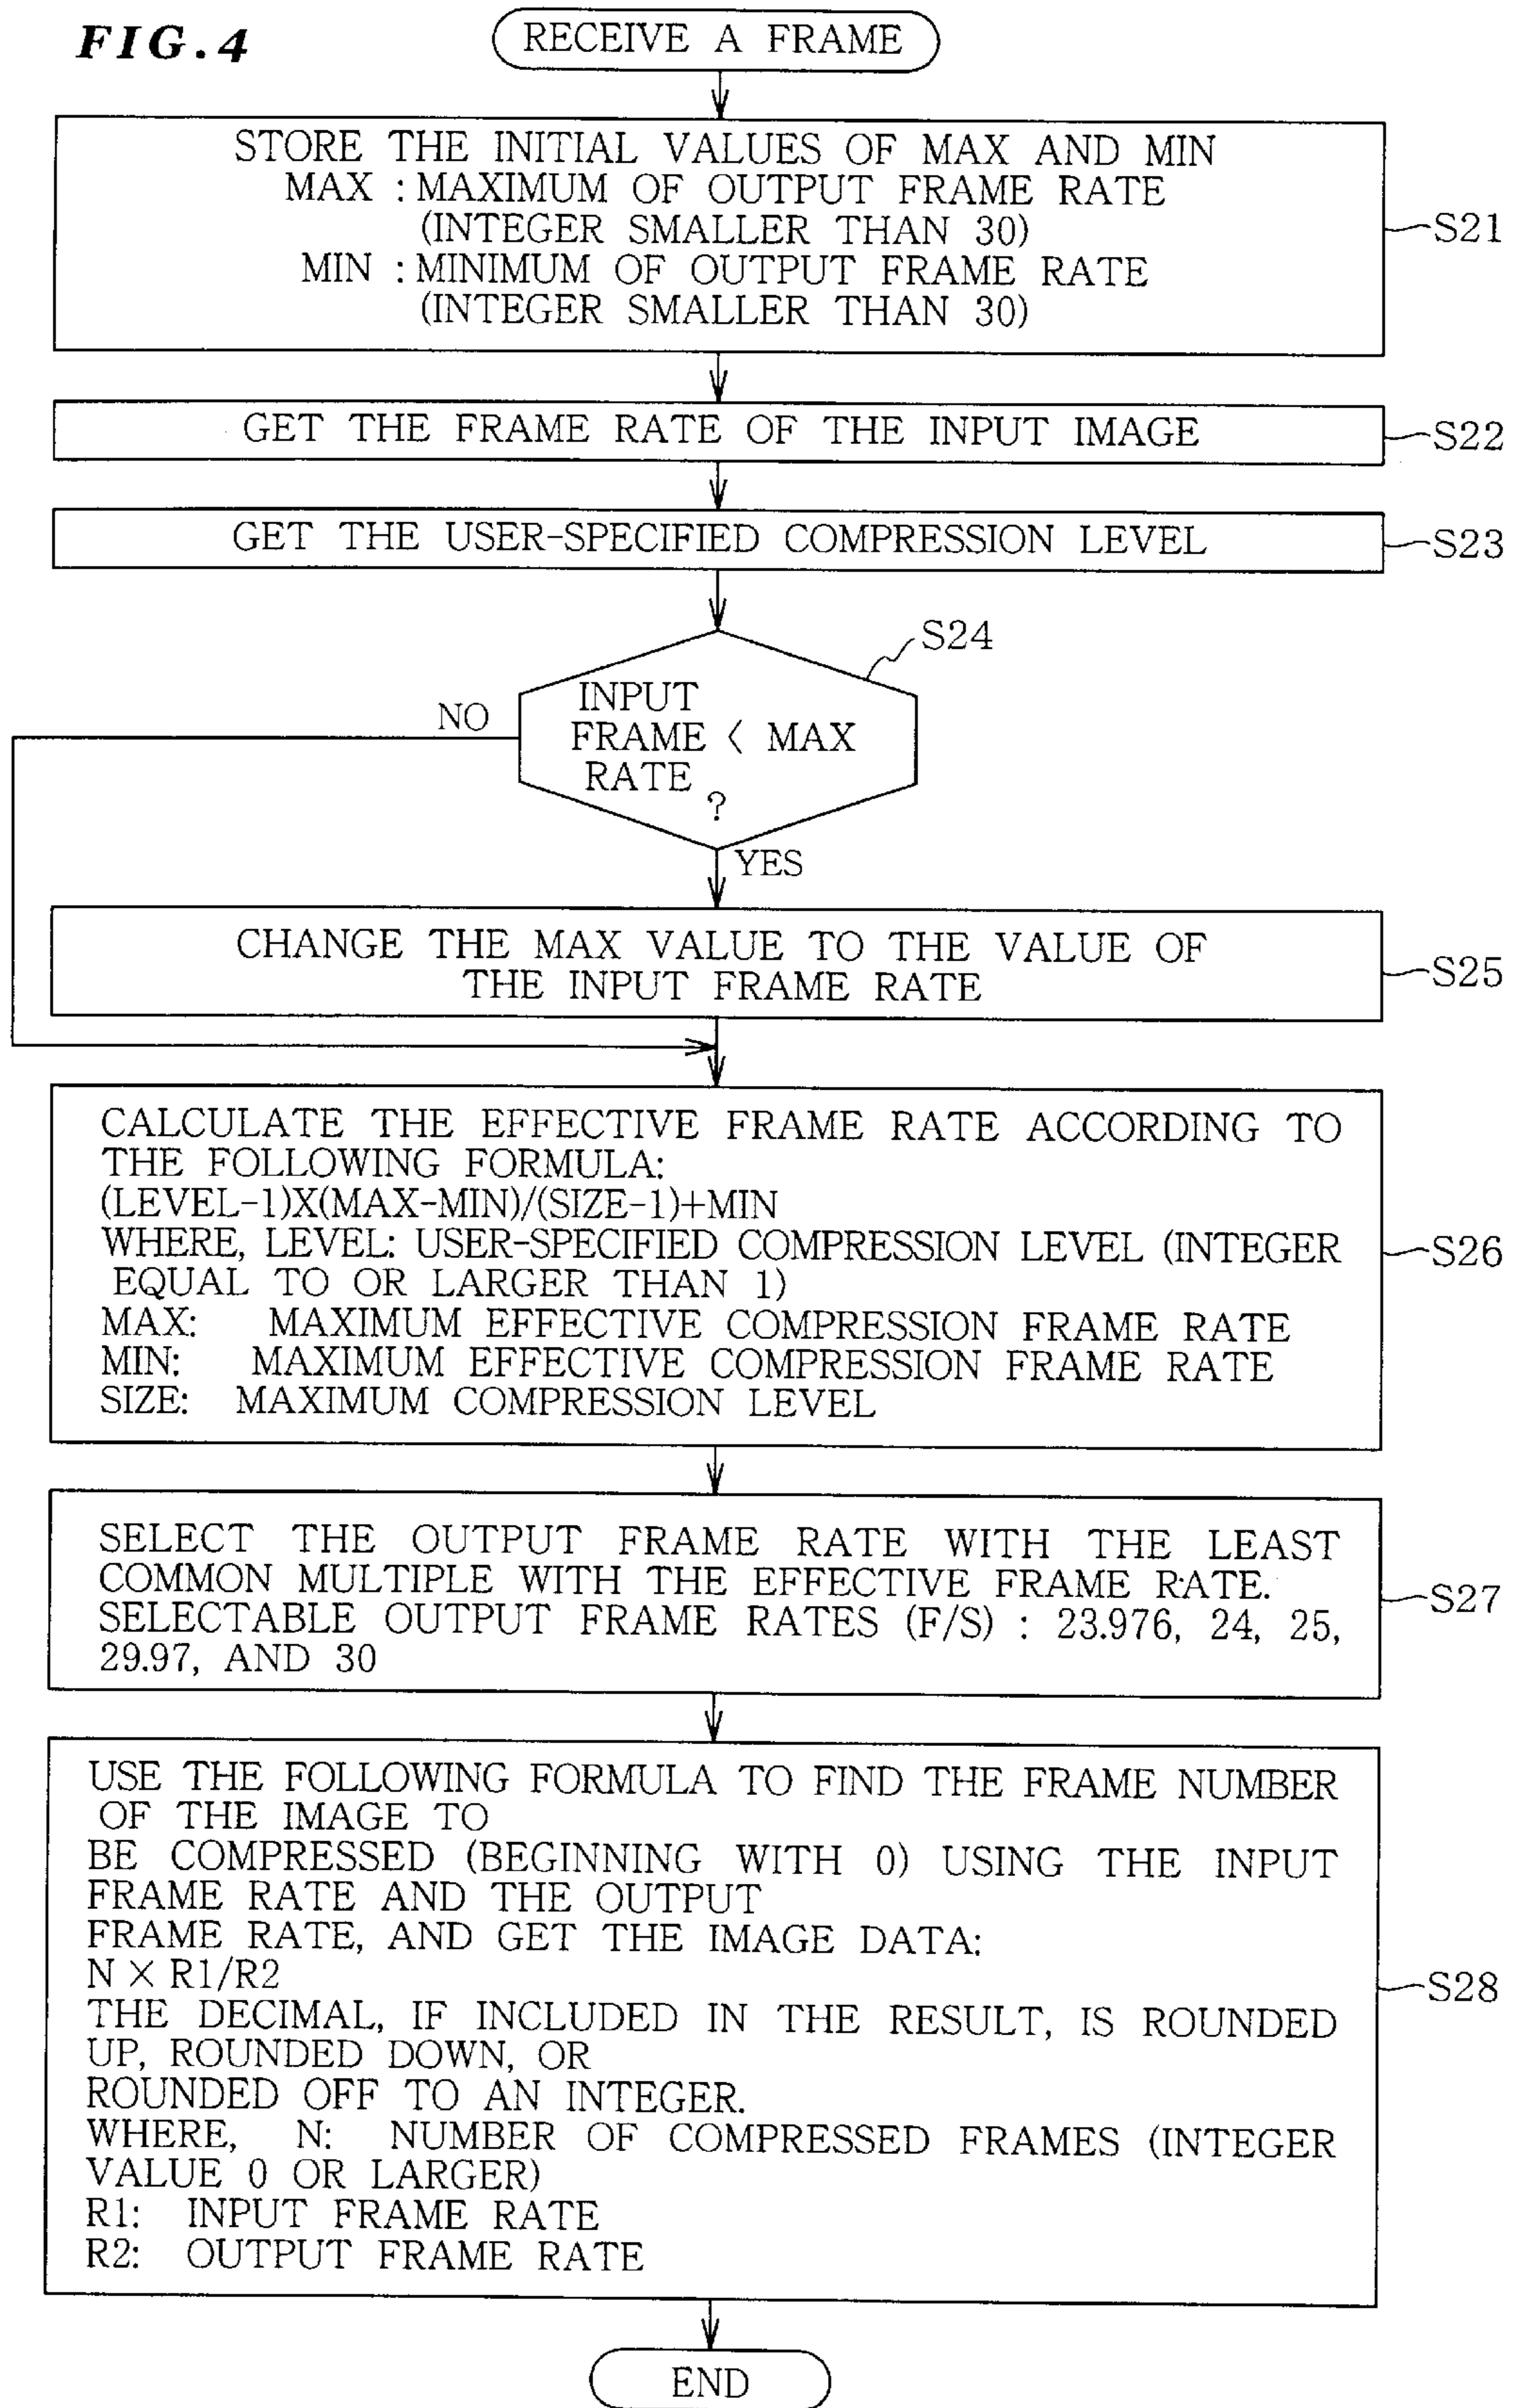 FIG.4
RECEIVE A FRAME
STORE THE INITIAL VALUES OF MAX AND MIN
MAX : MAXIMUM OF OUTPUT FRAME RATE
(INTEGER SMALLER THAN 30)
MIN : MINIMUM OF OUTPUT FRAME RATE
(INTEGER SMALLER THAN 30)
S21
GET THE FRAME RATE OF THE INPUT IMAGE
S22
GET THE USER-SPECIFIED COMPRESSION LEVEL
S23
S24
INPUT
FRAME < MAX
RATE
?
NO
YES
CHANGE THE MAX VALUE TO THE VALUE OF
THE INPUT FRAME RATE
S25
CALCULATE THE EFFECTIVE FRAME RATE ACCORDING TO
THE FOLLOWING FORMULA:
(LEVEL-1)X(MAX-MIN)/(SIZE-1)+MIN
WHERE, LEVEL: USER-SPECIFIED COMPRESSION LEVEL (INTEGER
EQUAL TO OR LARGER THAN 1)
MAX: MAXIMUM EFFECTIVE COMPRESSION FRAME RATE
MIN: MAXIMUM EFFECTIVE COMPRESSION FRAME RATE
SIZE: MAXIMUM COMPRESSION LEVEL
S26
SELECT THE OUTPUT FRAME RATE WITH THE LEAST
COMMON MULTIPLE WITH THE EFFECTIVE FRAME RATE.
SELECTABLE OUTPUT FRAME RATES (F/S) : 23.976, 24, 25,
29.97, AND 30
S27
USE THE FOLLOWING FORMULA TO FIND THE FRAME NUMBER
OF THE IMAGE TO
BE COMPRESSED (BEGINNING WITH 0) USING THE INPUT
FRAME RATE AND THE OUTPUT
FRAME RATE, AND GET THE IMAGE DATA:
N × R1/R2
THE DECIMAL, IF INCLUDED IN THE RESULT, IS ROUNDED
UP, ROUNDED DOWN, OR
ROUNDED OFF TO AN INTEGER.
WHERE, N: NUMBER OF COMPRESSED FRAMES (INTEGER
VALUE 0 OR LARGER)
R1: INPUT FRAME RATE
R2: OUTPUT FRAME RATE
S28
END